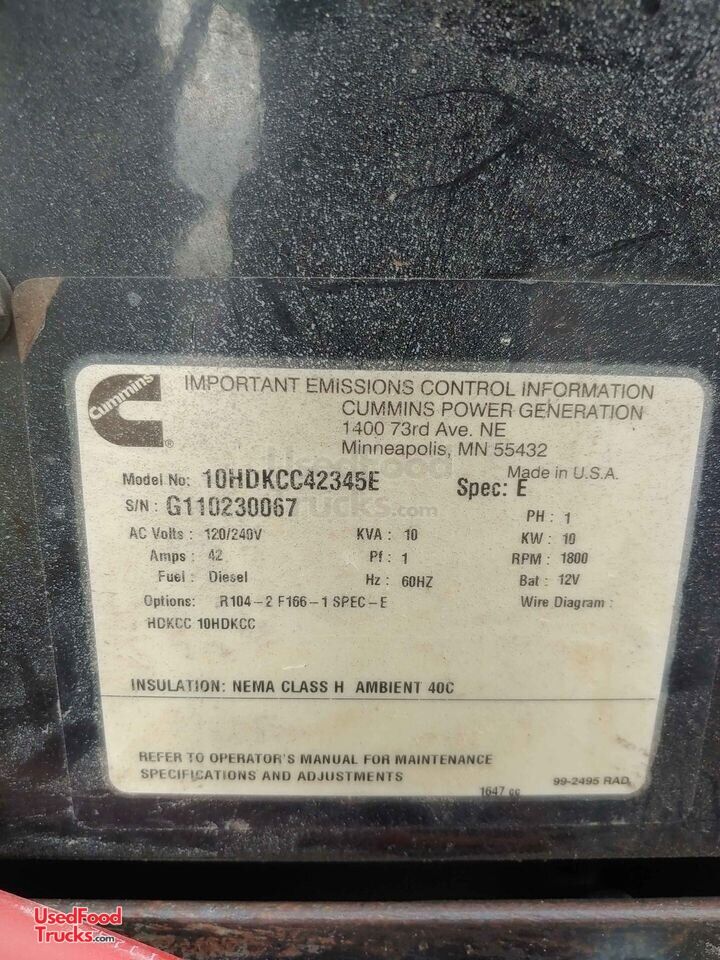 Cummins
IMPORTANT EMISSIONS CONTROL INFORMATION
CUMMINS POWER GENERATION
1400 73rd Ave. NE
Minneapolis, MN 55432
Made in U.S.A.
Model No: 10HDKCC42345E Spec: E
S/N : G110230067 PH : 1
AC Volts : 120/240V KVA : 10 KW : 10
Amps : 42 Pf : 1 RPM : 1800
Fuel : Diesel Hz : 60HZ Bat : 12V
Options: R104-2 F166-1 SPEC-E Wire Diagram :
HDKCC 10HDKCC
INSULATION: NEMA CLASS H AMBIENT 40C
REFER TO OPERATOR'S MANUAL FOR MAINTENANCE
SPECIFICATIONS AND ADJUSTMENTS
99-2495 RAD
1647 cc
UsedFood
Trucks.com
UsedFood
Trucks.com